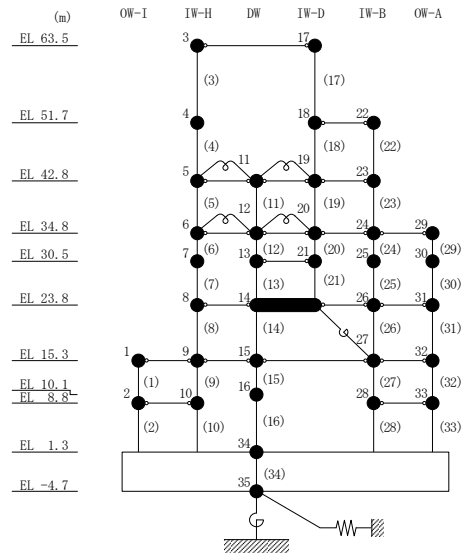 (m) OW-I IW-H DW IW-D IW-B OW-A
EL 63.5 3 17
(3) (17)
EL 51.7 4 18 22
(4) (18) (22)
EL 42.8 5 11 19 23
(5) (11) (19) (23)
EL 34.8 6 12 20 24 29
(6) (12) (20) (24) (29)
EL 30.5 7 13 21 25 30
(7) (13) (21) (25) (30)
EL 23.8 8 14 26 31
(8) (14) (26) (31)
EL 15.3 1 9 15 27 32
(1) (9) (15) (27) (32)
EL 10.1 16
EL 8.8 2 10 28 33
(2) (10) (16) (28) (33)
EL 1.3 34
(34)
EL -4.7 35